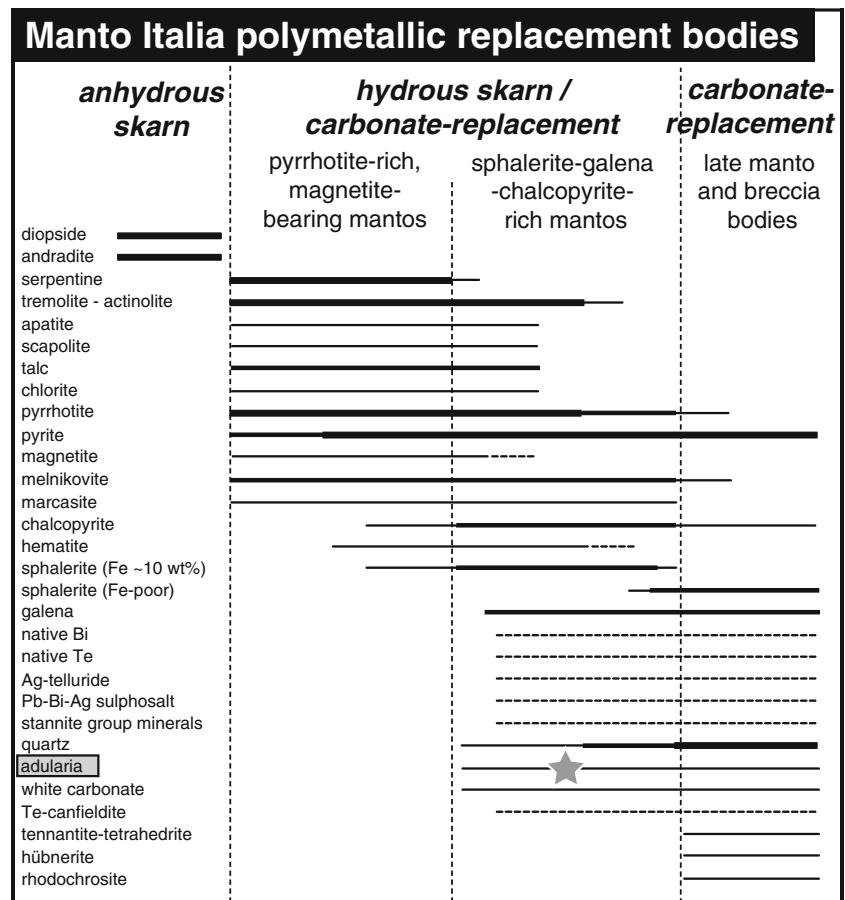 Manto Italia polymetallic replacement bodies
anhydrous
skarn
hydrous skarn /
carbonate-replacement
carbonate-
replacement
pyrrhotite-rich,
magnetite-
bearing mantos
sphalerite-galena
-chalcopyrite-
rich mantos
late manto
and breccia
bodies
diopside
andradite
serpentine
tremolite - actinolite
apatite
scapolite
talc
chlorite
pyrrhotite
pyrite
magnetite
melnikovite
marcasite
chalcopyrite
hematite
sphalerite (Fe ~10 wt%)
sphalerite (Fe-poor)
galena
native Bi
native Te
Ag-telluride
Pb-Bi-Ag sulphosalt
stannite group minerals
quartz
adularia
white carbonate
Te-canfieldite
tennantite-tetrahedrite
hübnerite
rhodochrosite